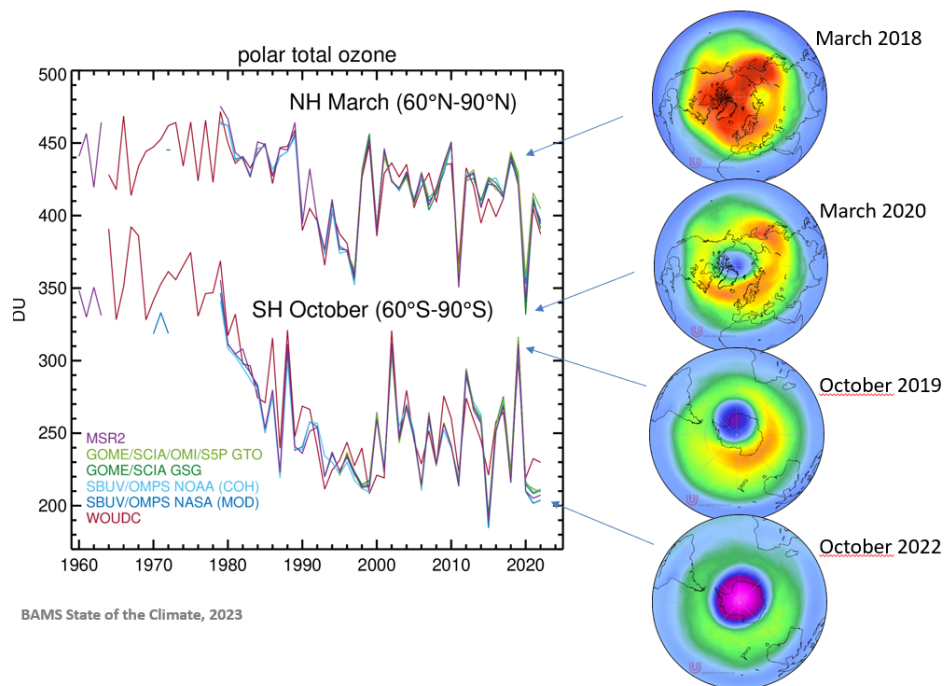 polar total ozone
500
450
400
350
300
250
200
DU
NH March (60°N-90°N)
SH October (60°S-90°S)
MSR2
GOME/SCIA/OMI/S5P GTO
GOME/SCIA GSG
SBUV/OMPS NOAA (COH)
SBUV/OMPS NASA (MOD)
WOUDC
1960
1970
1980
1990
2000
2010
2020
BAMS State of the Climate, 2023
March 2018
March 2020
October 2019
October 2022